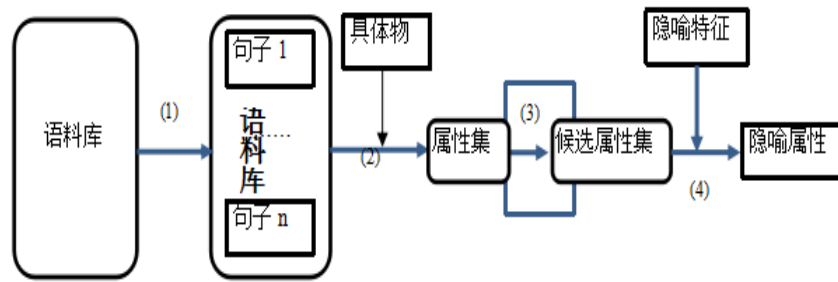 语料库
(1)
句子 1
语料库
……
句子 n
具体物
(2)
属性集
(3)
候选属性集
隐喻特征
(4)
隐喻属性